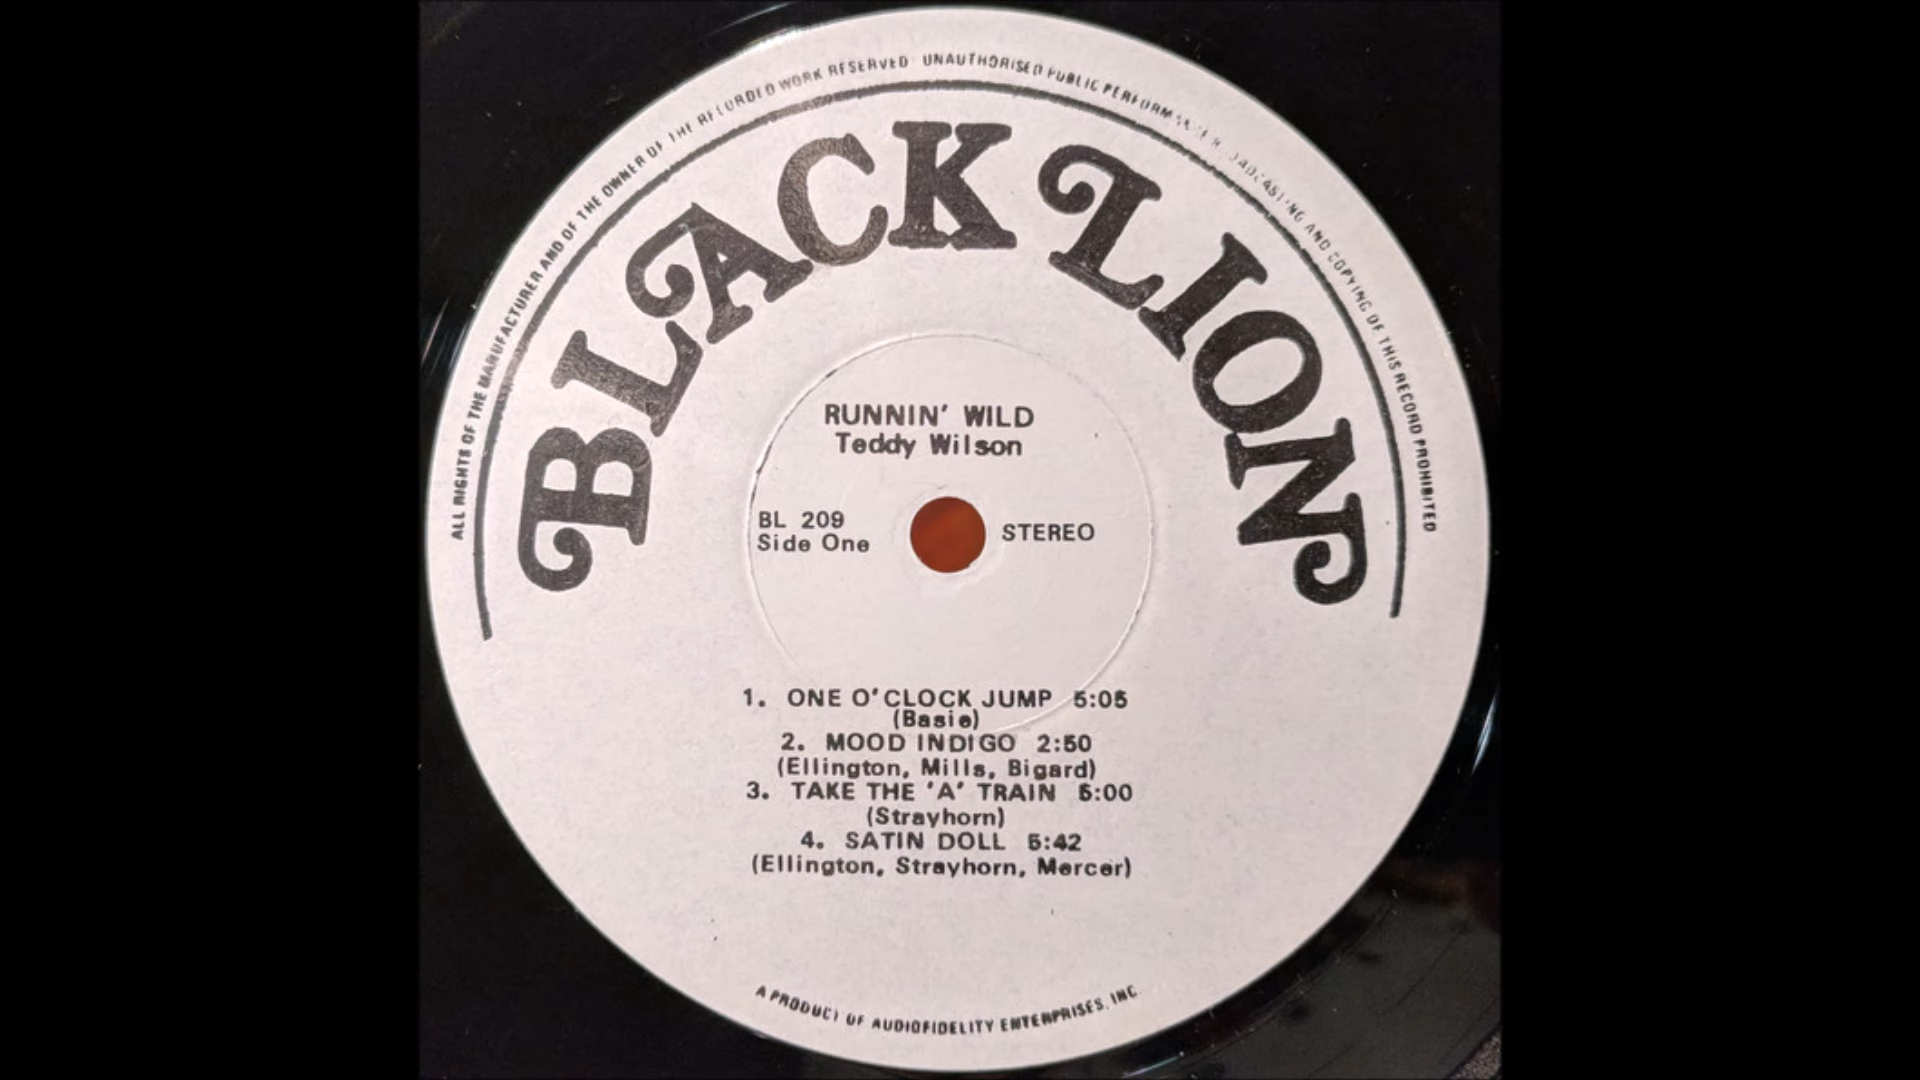 ALL RIGHTS OF THE MANUFACTURER AND OF THE OWNER OF THE RECORDED WORK RESERVED UNAUTHORISED PUBLIC PERFORMANCE BROADCASTING AND COPYING OF THIS RECORD PROHIBITED
BLACK LION
RUNNIN' WILD
Teddy Wilson
BL 209
Side One
STEREO
1. ONE O'CLOCK JUMP 5:05
(Basie)
2. MOOD INDIGO 2:50
(Ellington, Mills, Bigard)
3. TAKE THE 'A' TRAIN 5:00
(Strayhorn)
4. SATIN DOLL 5:42
(Ellington, Strayhorn, Mercer)
A PRODUCT OF AUDIOFIDELITY ENTERPRISES, INC.